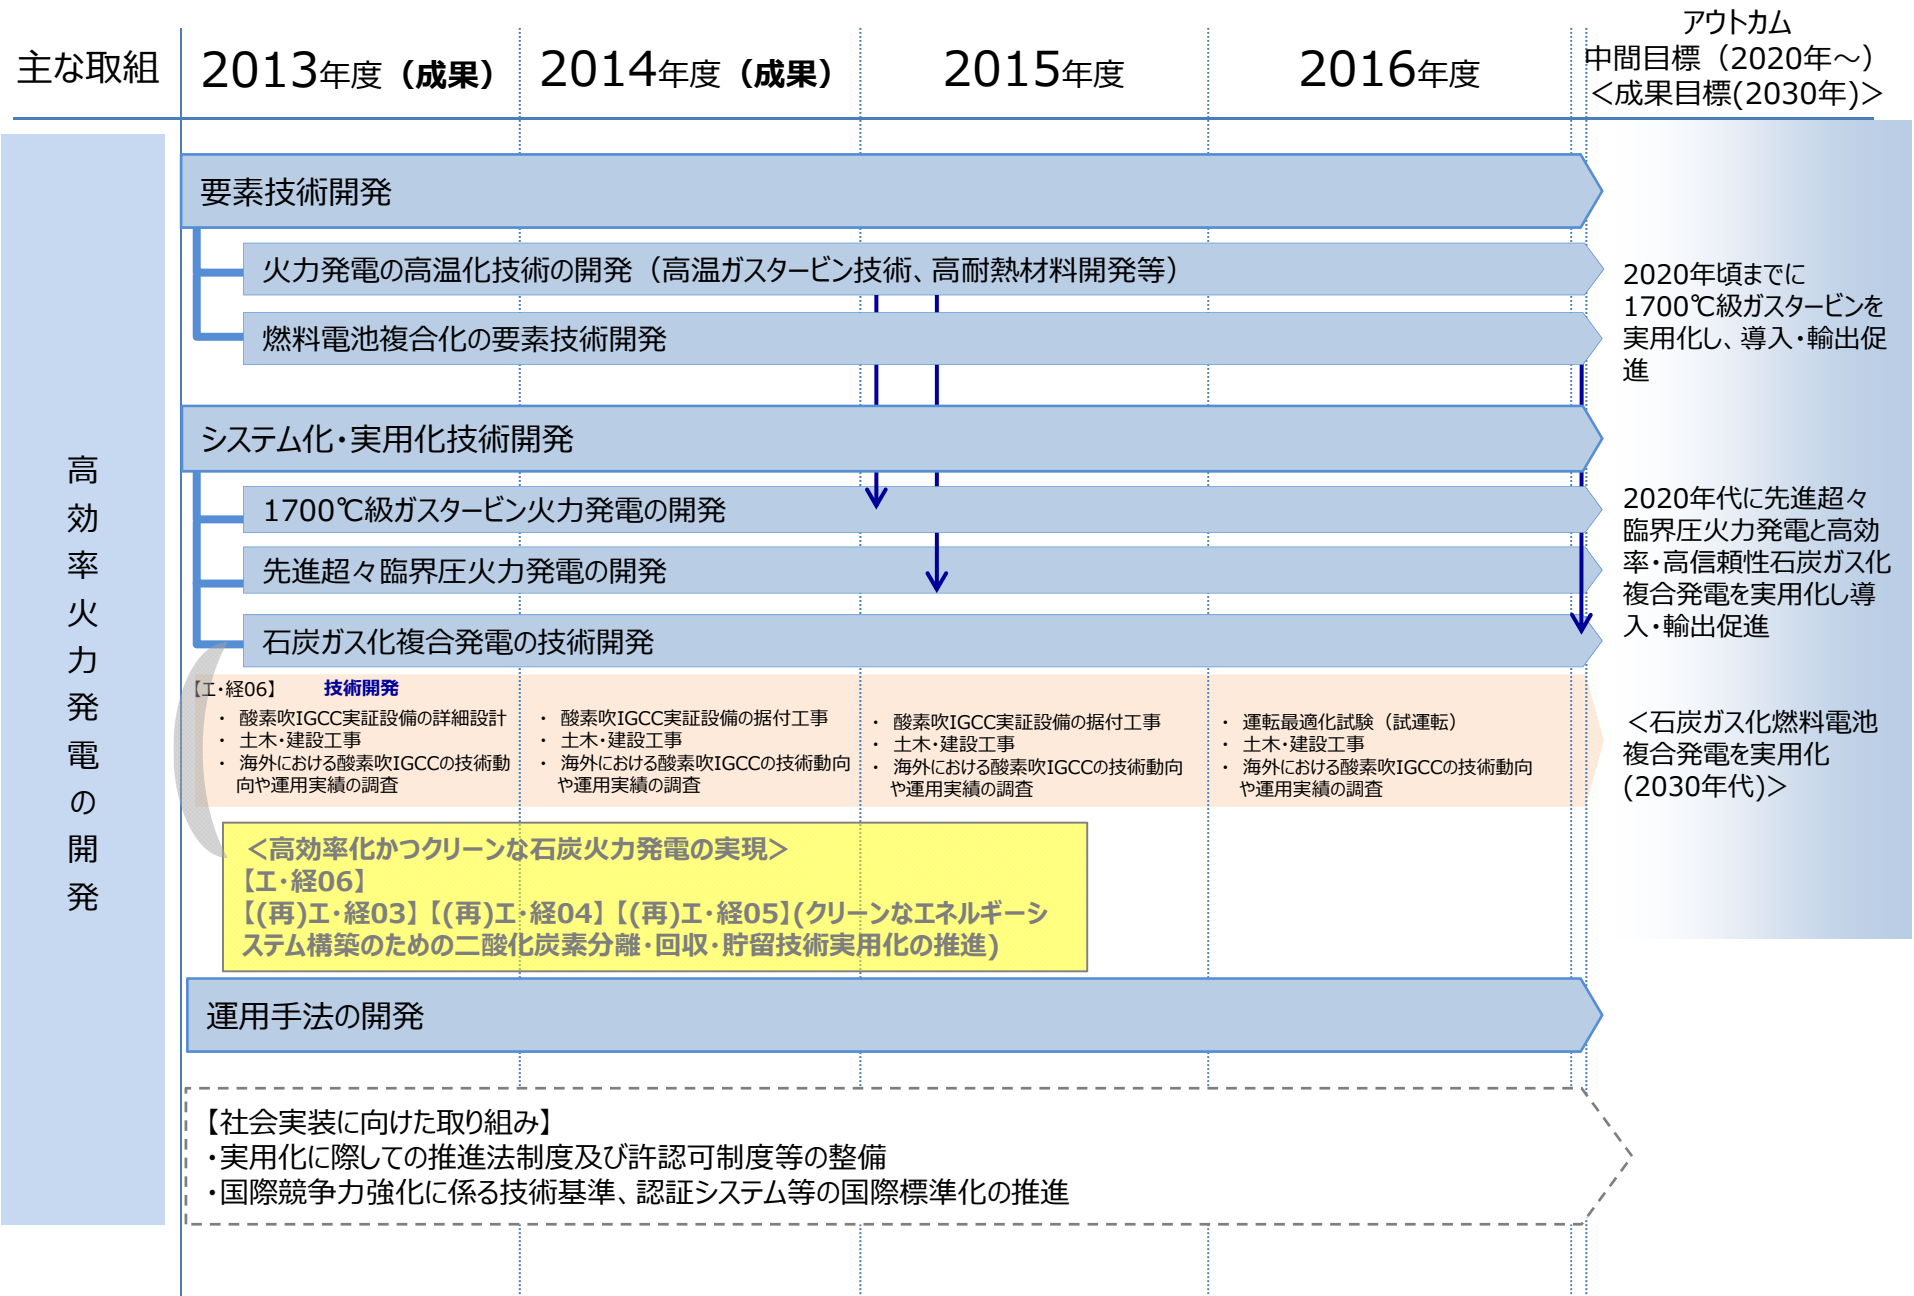 主な取組
2013年度（成果）
2014年度（成果）
2015年度
2016年度
アウトカム
中間目標（2020年～）
＜成果目標(2030年)＞
高効率火力発電の開発
要素技術開発
火力発電の高温化技術の開発（高温ガスタービン技術、高耐熱材料開発等）
燃料電池複合化の要素技術開発
2020年頃までに
1700℃級ガスタービンを
実用化し、導入・輸出促
進
システム化・実用化技術開発
1700℃級ガスタービン火力発電の開発
先進超々臨界圧火力発電の開発
石炭ガス化複合発電の技術開発
2020年代に先進超々
臨界圧火力発電と高効
率・高信頼性石炭ガス化
複合発電を実用化し導
入・輸出促進
【エ・経06】 技術開発
・ 酸素吹IGCC実証設備の詳細設計
・ 土木・建設工事
・ 海外における酸素吹IGCCの技術動
向や運用実績の調査
・ 酸素吹IGCC実証設備の据付工事
・ 土木・建設工事
・ 海外における酸素吹IGCCの技術動向
や運用実績の調査
・ 酸素吹IGCC実証設備の据付工事
・ 土木・建設工事
・ 海外における酸素吹IGCCの技術動向
や運用実績の調査
・ 運転最適化試験（試運転）
・ 土木・建設工事
・ 海外における酸素吹IGCCの技術動向
や運用実績の調査
＜石炭ガス化燃料電池
複合発電を実用化
(2030年代)＞
＜高効率化かつクリーンな石炭火力発電の実現＞
【エ・経06】
【(再)エ・経03】【(再)エ・経04】【(再)エ・経05】(クリーンなエネルギーシ
ステム構築のための二酸化炭素分離・回収・貯留技術実用化の推進)
運用手法の開発
【社会実装に向けた取り組み】
・実用化に際しての推進法制度及び許認可制度等の整備
・国際競争力強化に係る技術基準、認証システム等の国際標準化の推進